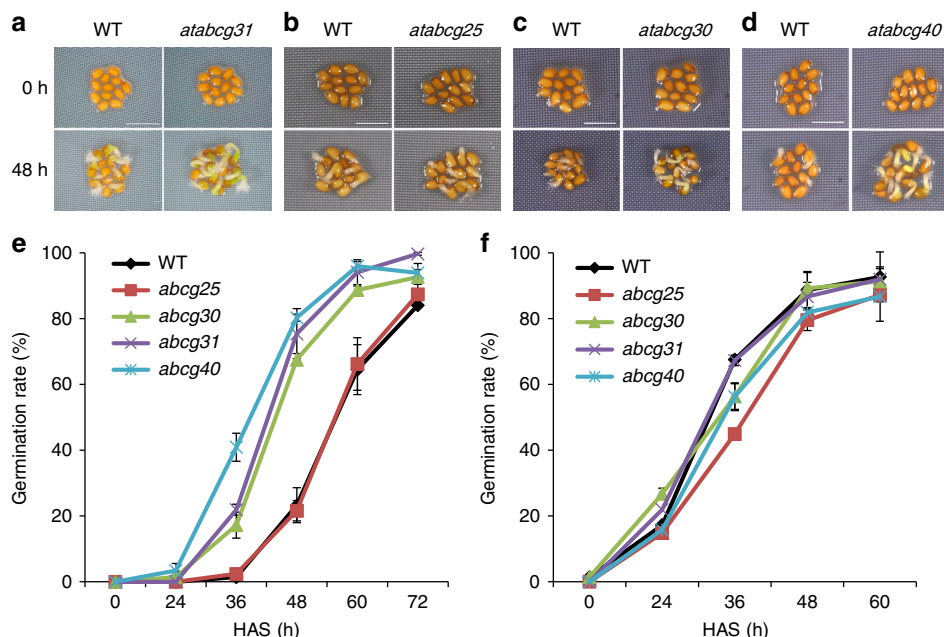 a WT atabcg31 b WT atabcg25 c WT atabcg30 d WT atabcg40
0 h
48 h
e
100
80
60
40
20
0
Germination rate (%)
WT
abcg25
abcg30
abcg31
abcg40
0 24 36 48 60 72
HAS (h)
f
100
80
60
40
20
0
Germination rate (%)
WT
abcg25
abcg30
abcg31
abcg40
0 24 36 48 60
HAS (h)